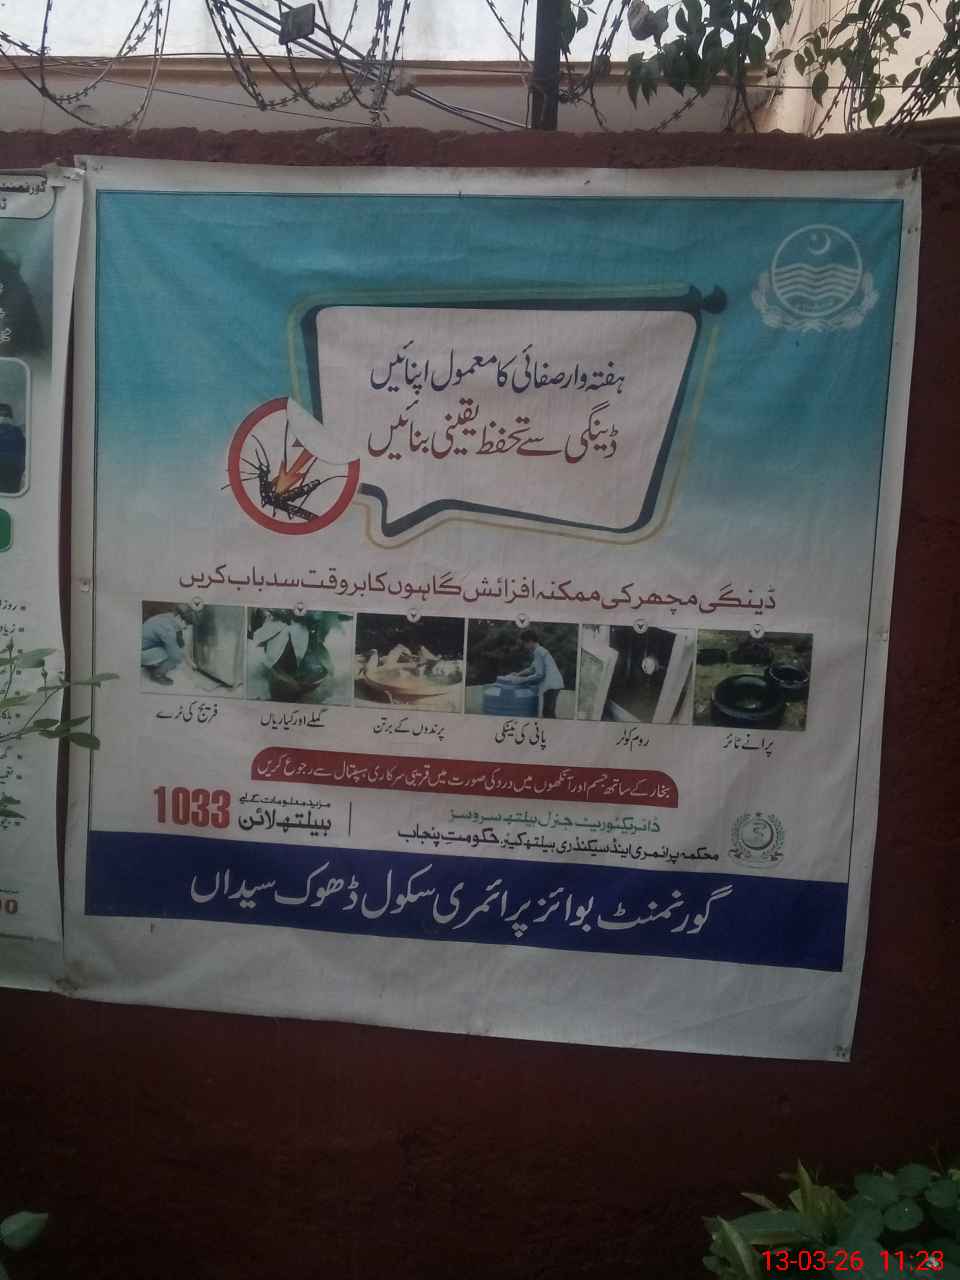 ہفتہ وار صفائی کا معمول اپنائیں
ڈینگی سے تحفظ یقینی بنائیں
ڈینگی مچھر کی ممکنہ افزائش گاہوں کا بروقت سدباب کریں
پرانے ٹائر
روم کولر
پانی کی ٹینکی
پرندوں کے برتن
گملے اور کیاریاں
فریج کی ٹرے
بخار کے ساتھ جسم اور آنکھوں میں درد کی صورت میں قریبی سرکاری ہسپتال سے رجوع کریں
ڈائریکٹوریٹ جنرل ہیلتھ سروسز
محکمہ پرائمری اینڈ سیکنڈری ہیلتھ کیئر، حکومتِ پنجاب
مزید معلومات کیلئے
ہیلتھ لائن 1033
گورنمنٹ بوائز پرائمری سکول ڈھوک سیداں
13-03-26 11:23